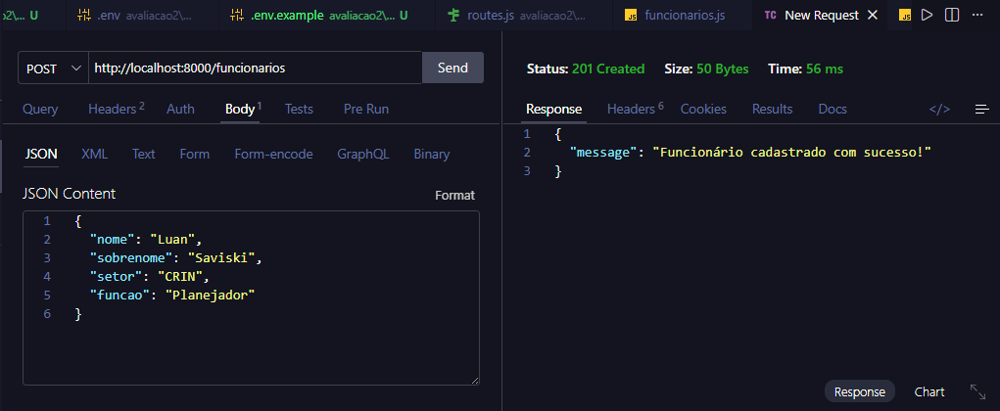 o2\... U .env avaliacao2\... .env.example avaliacao2\... U routes.js avaliacao2\... JS funcionarios.js TC New Request JS
POST http://localhost:8000/funcionarios Send
Query Headers 2 Auth Body 1 Tests Pre Run
JSON XML Text Form Form-encode GraphQL Binary
JSON Content Format
1 {
2 "nome": "Luan",
3 "sobrenome": "Saviski",
4 "setor": "CRIN",
5 "funcao": "Planejador"
6 }
Status: 201 Created Size: 50 Bytes Time: 56 ms
Response Headers 6 Cookies Results Docs </>
1 {
2 "message": "Funcionário cadastrado com sucesso!"
3 }
Response Chart